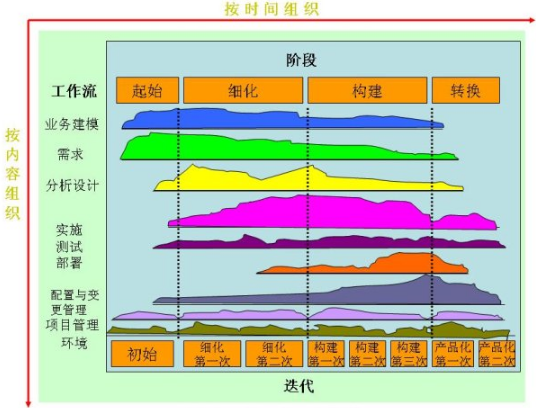 按时间组织
按内容组织
阶段
工作流
起始
细化
构建
转换
业务建模
需求
分析设计
实施
测试
部署
配置与变
更管理
项目管理
环境
初始
细化
第一次
细化
第二次
构建
第一次
构建
第二次
构建
第三次
产品化
第一次
产品化
第二次
迭代